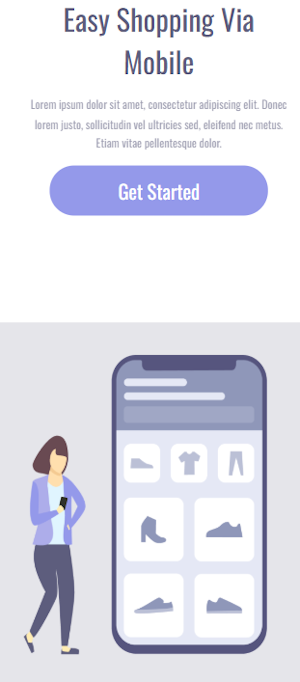 Easy Shopping Via
Mobile
Lorem ipsum dolor sit amet, consectetur adipiscing elit. Donec
lorem justo, sollicitudin vel ultricies sed, eleifend nec metus.
Etiam vitae pellentesque dolor.
Get Started